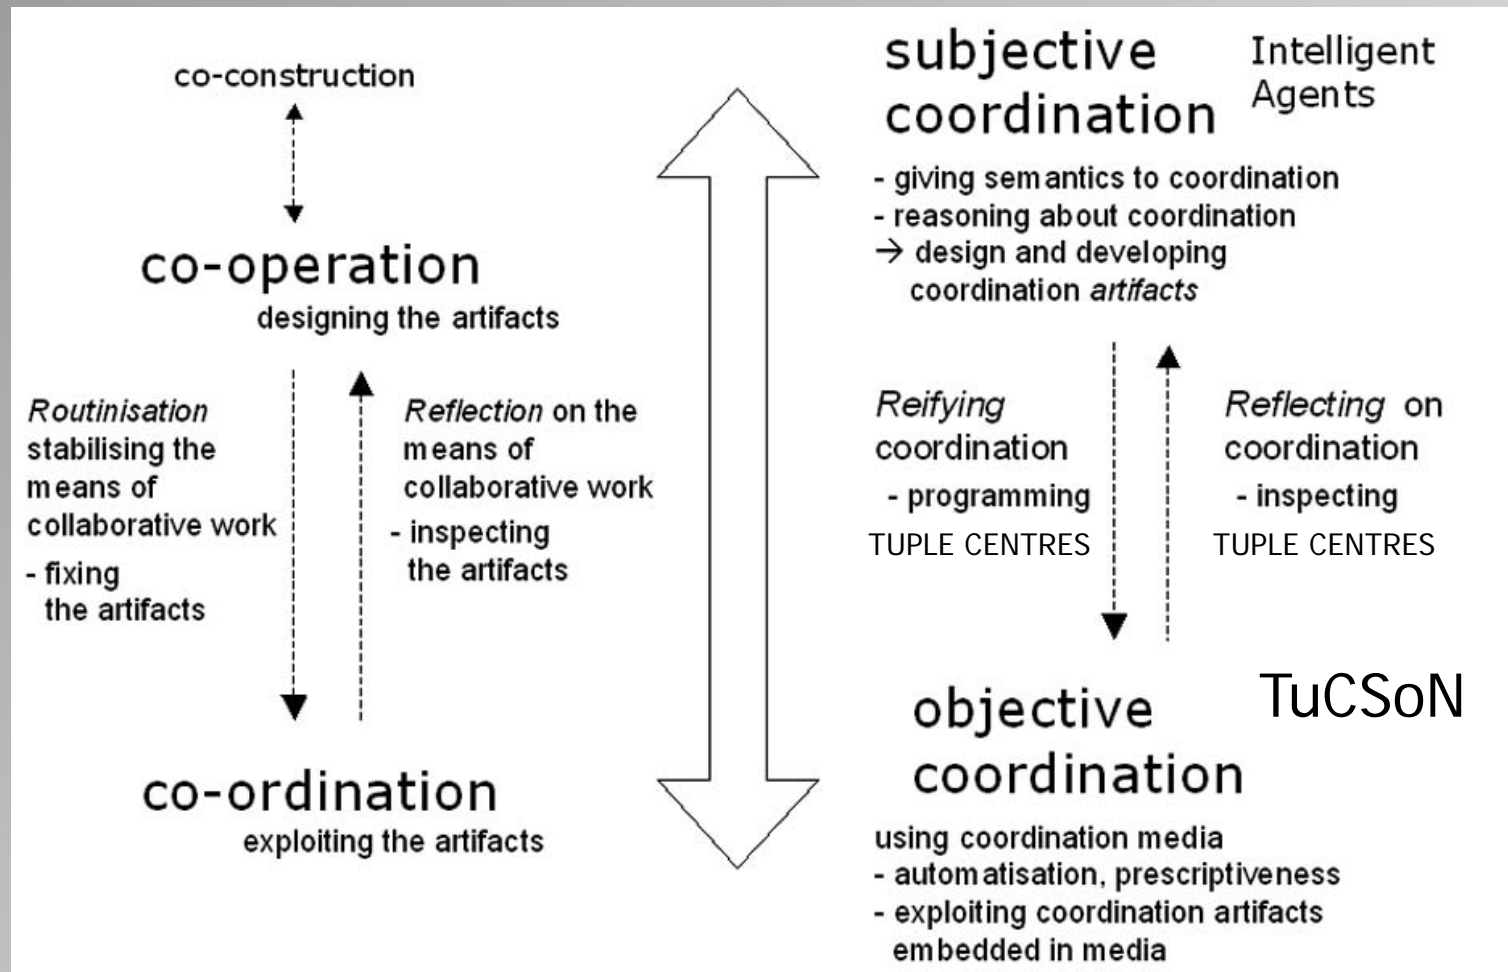 co-construction
co-operation
designing the artifacts
Routinisation
stabilising the
means of
collaborative work
- fixing
the artifacts
Reflection on the
means of
collaborative work
- inspecting
the artifacts
co-ordination
exploiting the artifacts
subjective
coordination
Intelligent
Agents
- giving semantics to coordination
- reasoning about coordination
→ design and developing
coordination artifacts
Reifying
coordination
- programming
TUPLE CENTRES
Reflecting on
coordination
- inspecting
TUPLE CENTRES
objective
coordination
TuCSoN
using coordination media
- automatisation, prescriptiveness
- exploiting coordination artifacts
embedded in media